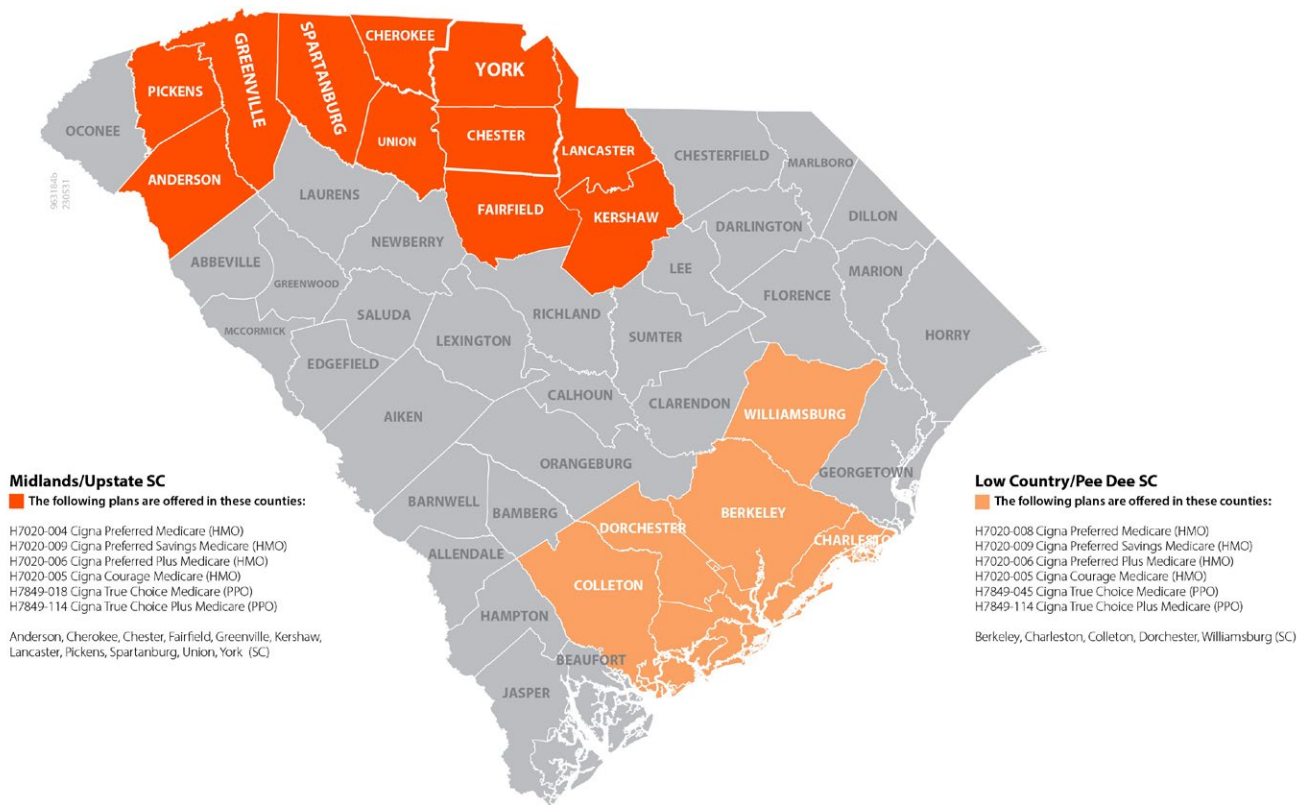 CHEROKEE
SPARTANBURG
GREENVILLE
YORK
PICKENS
OCONEE
UNION
CHESTER
LANCASTER
CHESTERFIELD
MARLBORO
ANDERSON
963184b
230531
LAURENS
FAIRFIELD
KERSHAW
DILLON
DARLINGTON
NEWBERRY
ABBEVILLE
LEE
MARION
GREENWOOD
FLORENCE
SALUDA
RICHLAND
MCCORMICK
LEXINGTON
SUMTER
HORRY
EDGEFIELD
CALHOUN
CLARENDON
AIKEN
WILLIAMSBURG
ORANGEBURG
GEORGETOWN
BARNWELL
BAMBERG
BERKELEY
DORCHESTER
CHARLESTON
ALLENDALE
COLLETON
HAMPTON
BEAUFORT
JASPER
Midlands/Upstate SC
The following plans are offered in these counties:
H7020-004 Cigna Preferred Medicare (HMO)
H7020-009 Cigna Preferred Savings Medicare (HMO)
H7020-006 Cigna Preferred Plus Medicare (HMO)
H7020-005 Cigna Courage Medicare (HMO)
H7849-018 Cigna True Choice Medicare (PPO)
H7849-114 Cigna True Choice Plus Medicare (PPO)
Anderson, Cherokee, Chester, Fairfield, Greenville, Kershaw,
Lancaster, Pickens, Spartanburg, Union, York (SC)
Low Country/Pee Dee SC
The following plans are offered in these counties:
H7020-008 Cigna Preferred Medicare (HMO)
H7020-009 Cigna Preferred Savings Medicare (HMO)
H7020-006 Cigna Preferred Plus Medicare (HMO)
H7020-005 Cigna Courage Medicare (HMO)
H7849-045 Cigna True Choice Medicare (PPO)
H7849-114 Cigna True Choice Plus Medicare (PPO)
Berkeley, Charleston, Colleton, Dorchester, Williamsburg (SC)